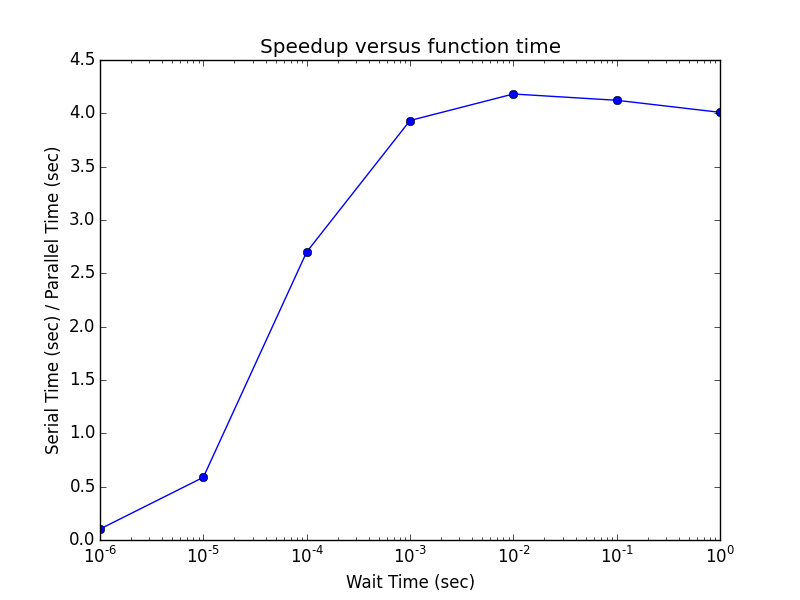 Speedup versus function time
Serial Time (sec) / Parallel Time (sec)
4.5
4.0
3.5
3.0
2.5
2.0
1.5
1.0
0.5
0.0
10⁻⁶ 10⁻⁵ 10⁻⁴ 10⁻³ 10⁻² 10⁻¹ 10⁰
Wait Time (sec)